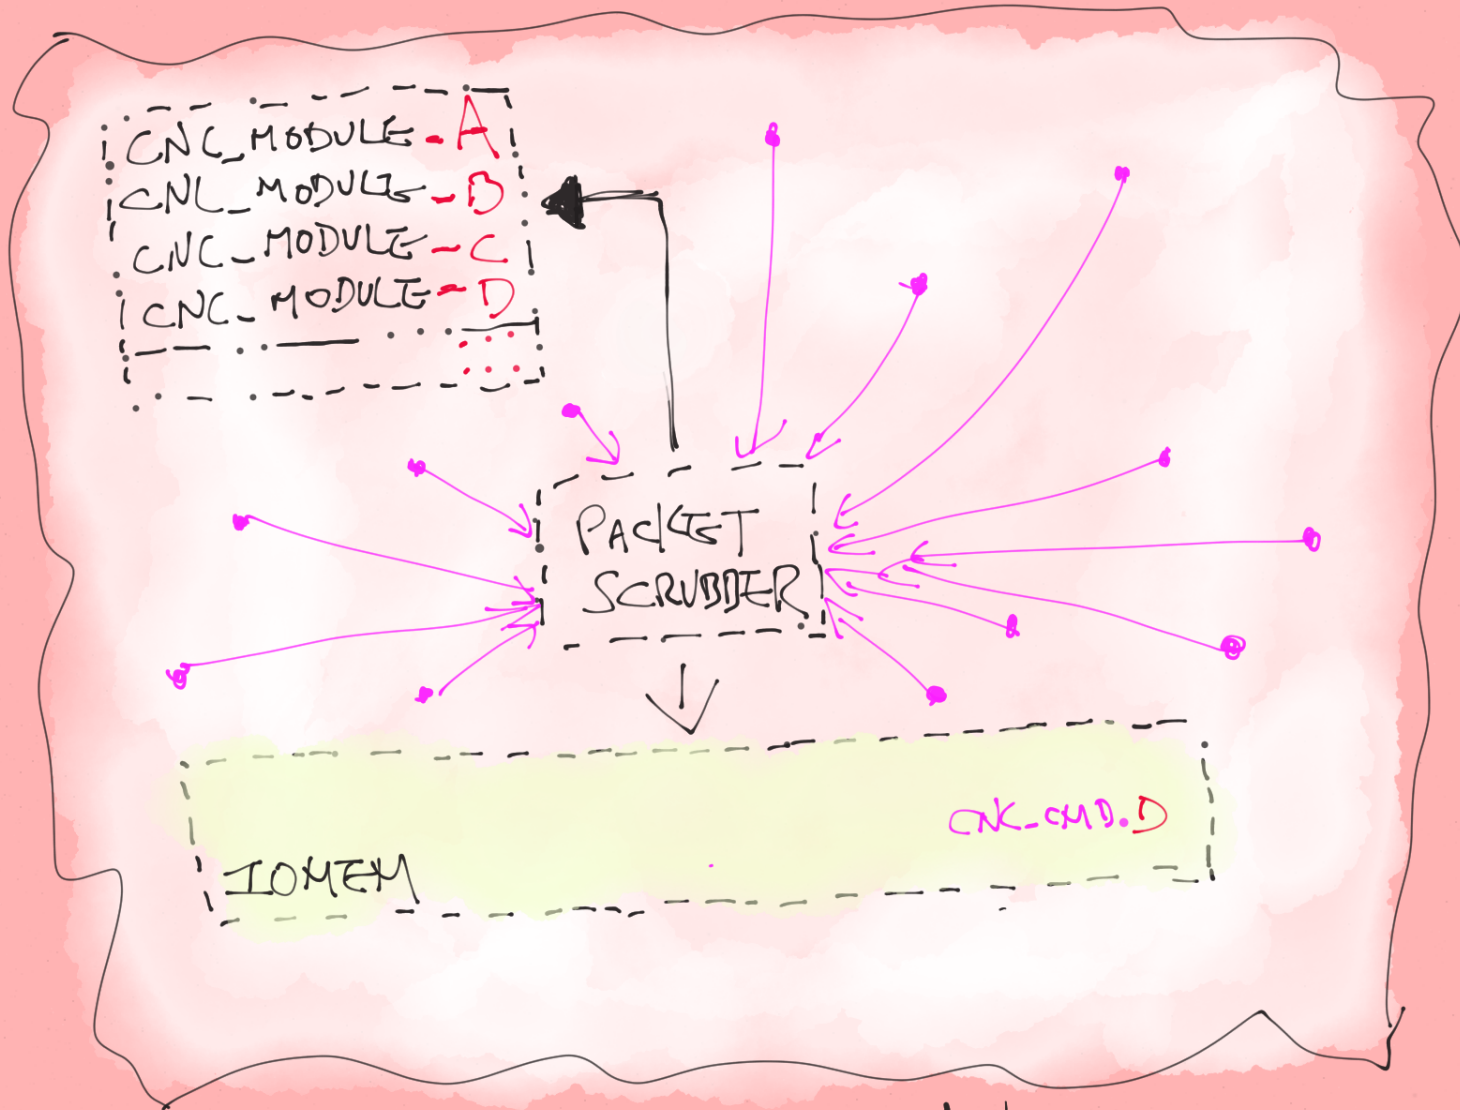 CNC_MODULE-A
CNC_MODULE-B
CNC_MODULE-C
CNC_MODULE-D
PACKET
SCRUBBER
CNC_CMD.D
IOMEM